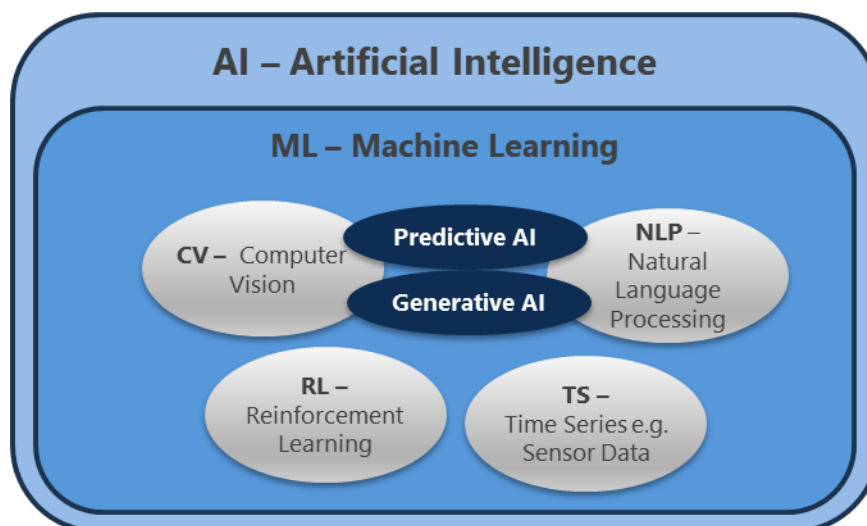 AI – Artificial Intelligence
ML – Machine Learning
Predictive AI
CV – Computer
Vision
NLP –
Natural
Language
Processing
Generative AI
RL –
Reinforcement
Learning
TS –
Time Series e.g.
Sensor Data